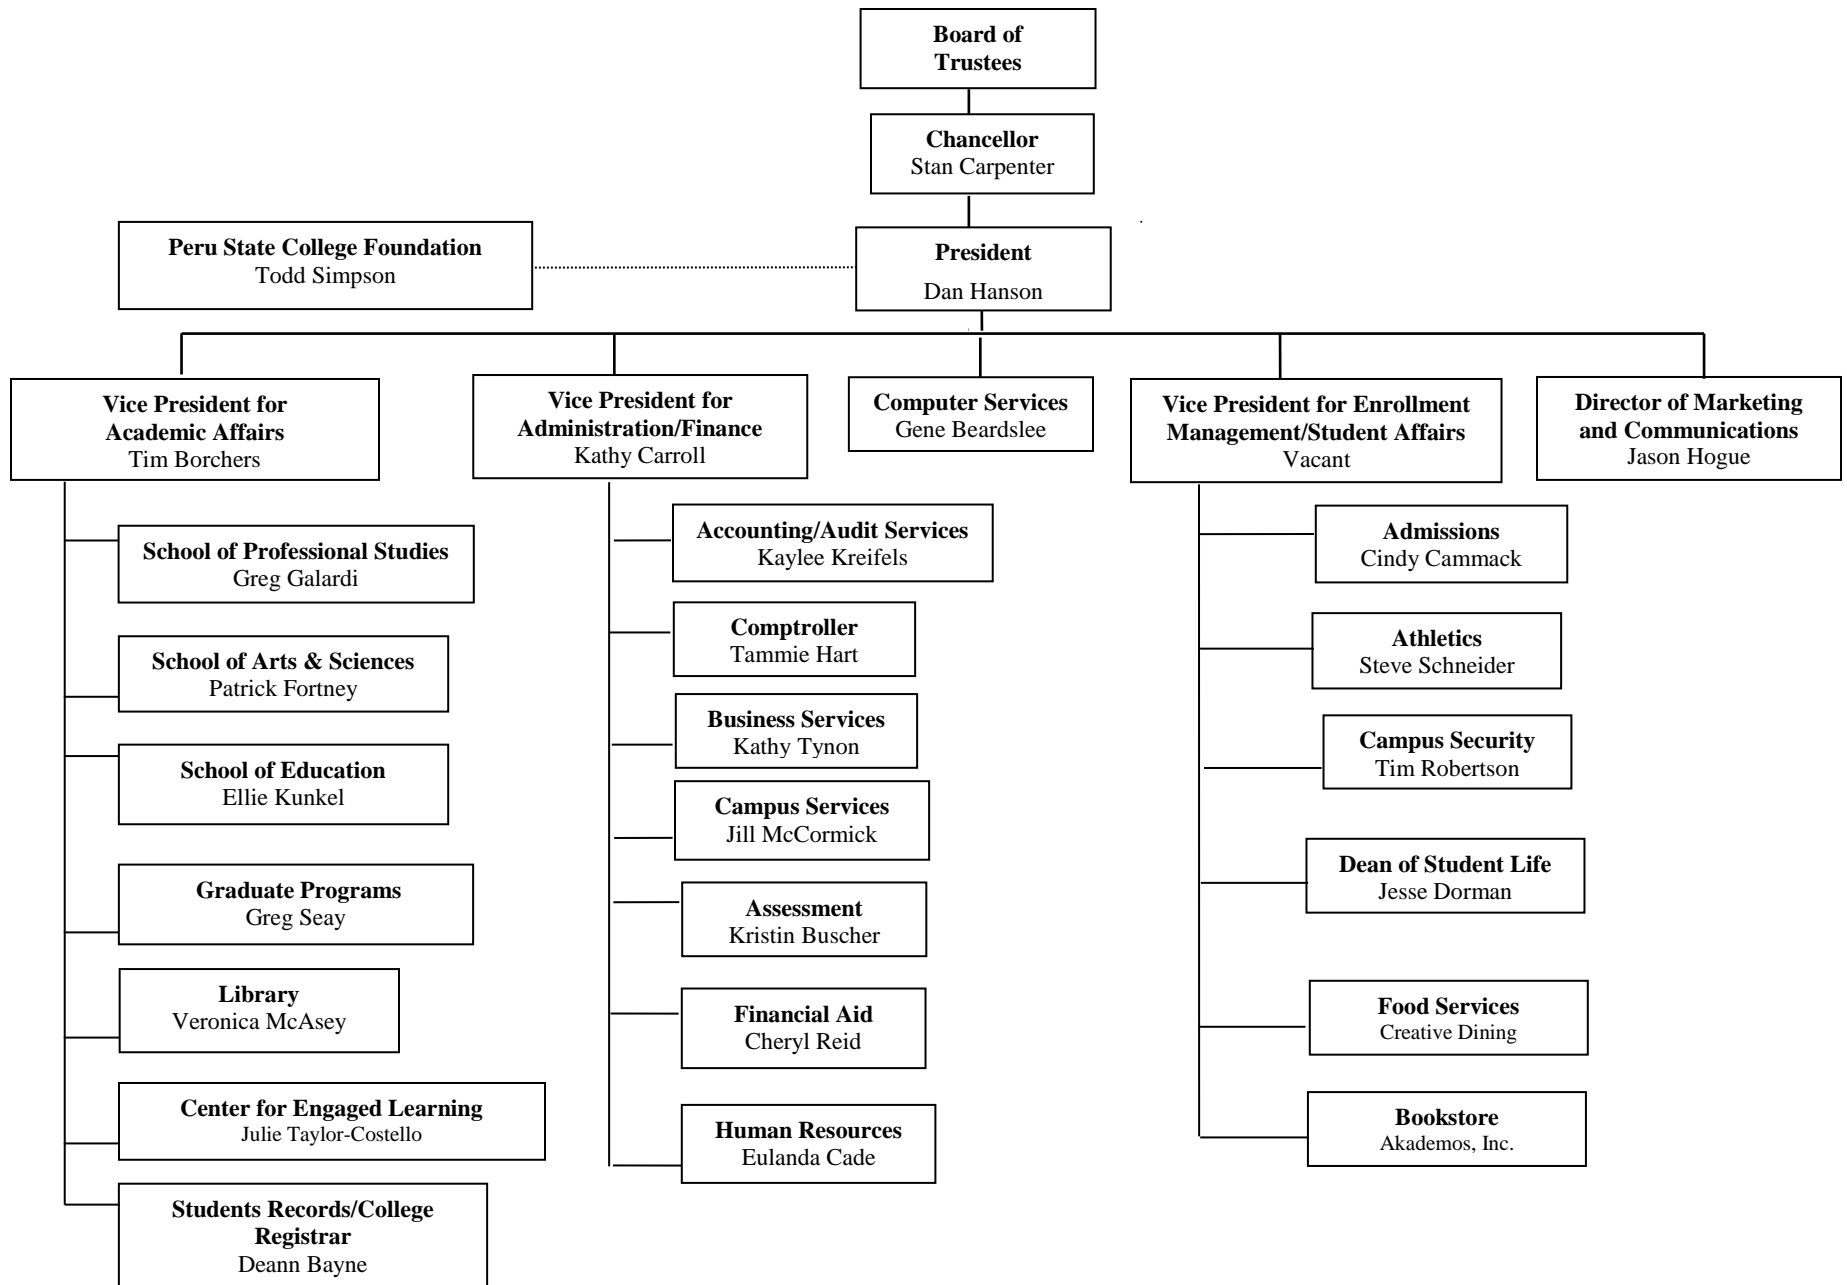 Board of
Trustees
Chancellor
Stan Carpenter
Peru State College Foundation
Todd Simpson
President
Dan Hanson
Vice President for
Academic Affairs
Tim Borchers
Vice President for
Administration/Finance
Kathy Carroll
Computer Services
Gene Beardslee
Vice President for Enrollment
Management/Student Affairs
Vacant
Director of Marketing
and Communications
Jason Hogue
School of Professional Studies
Greg Galardi
School of Arts & Sciences
Patrick Fortney
School of Education
Ellie Kunkel
Graduate Programs
Greg Seay
Library
Veronica McAsey
Center for Engaged Learning
Julie Taylor-Costello
Students Records/College
Registrar
Deann Bayne
Accounting/Audit Services
Kaylee Kreifels
Comptroller
Tammie Hart
Business Services
Kathy Tynon
Campus Services
Jill McCormick
Assessment
Kristin Buscher
Financial Aid
Cheryl Reid
Human Resources
Eulanda Cade
Admissions
Cindy Cammack
Athletics
Steve Schneider
Campus Security
Tim Robertson
Dean of Student Life
Jesse Dorman
Food Services
Creative Dining
Bookstore
Akademos, Inc.